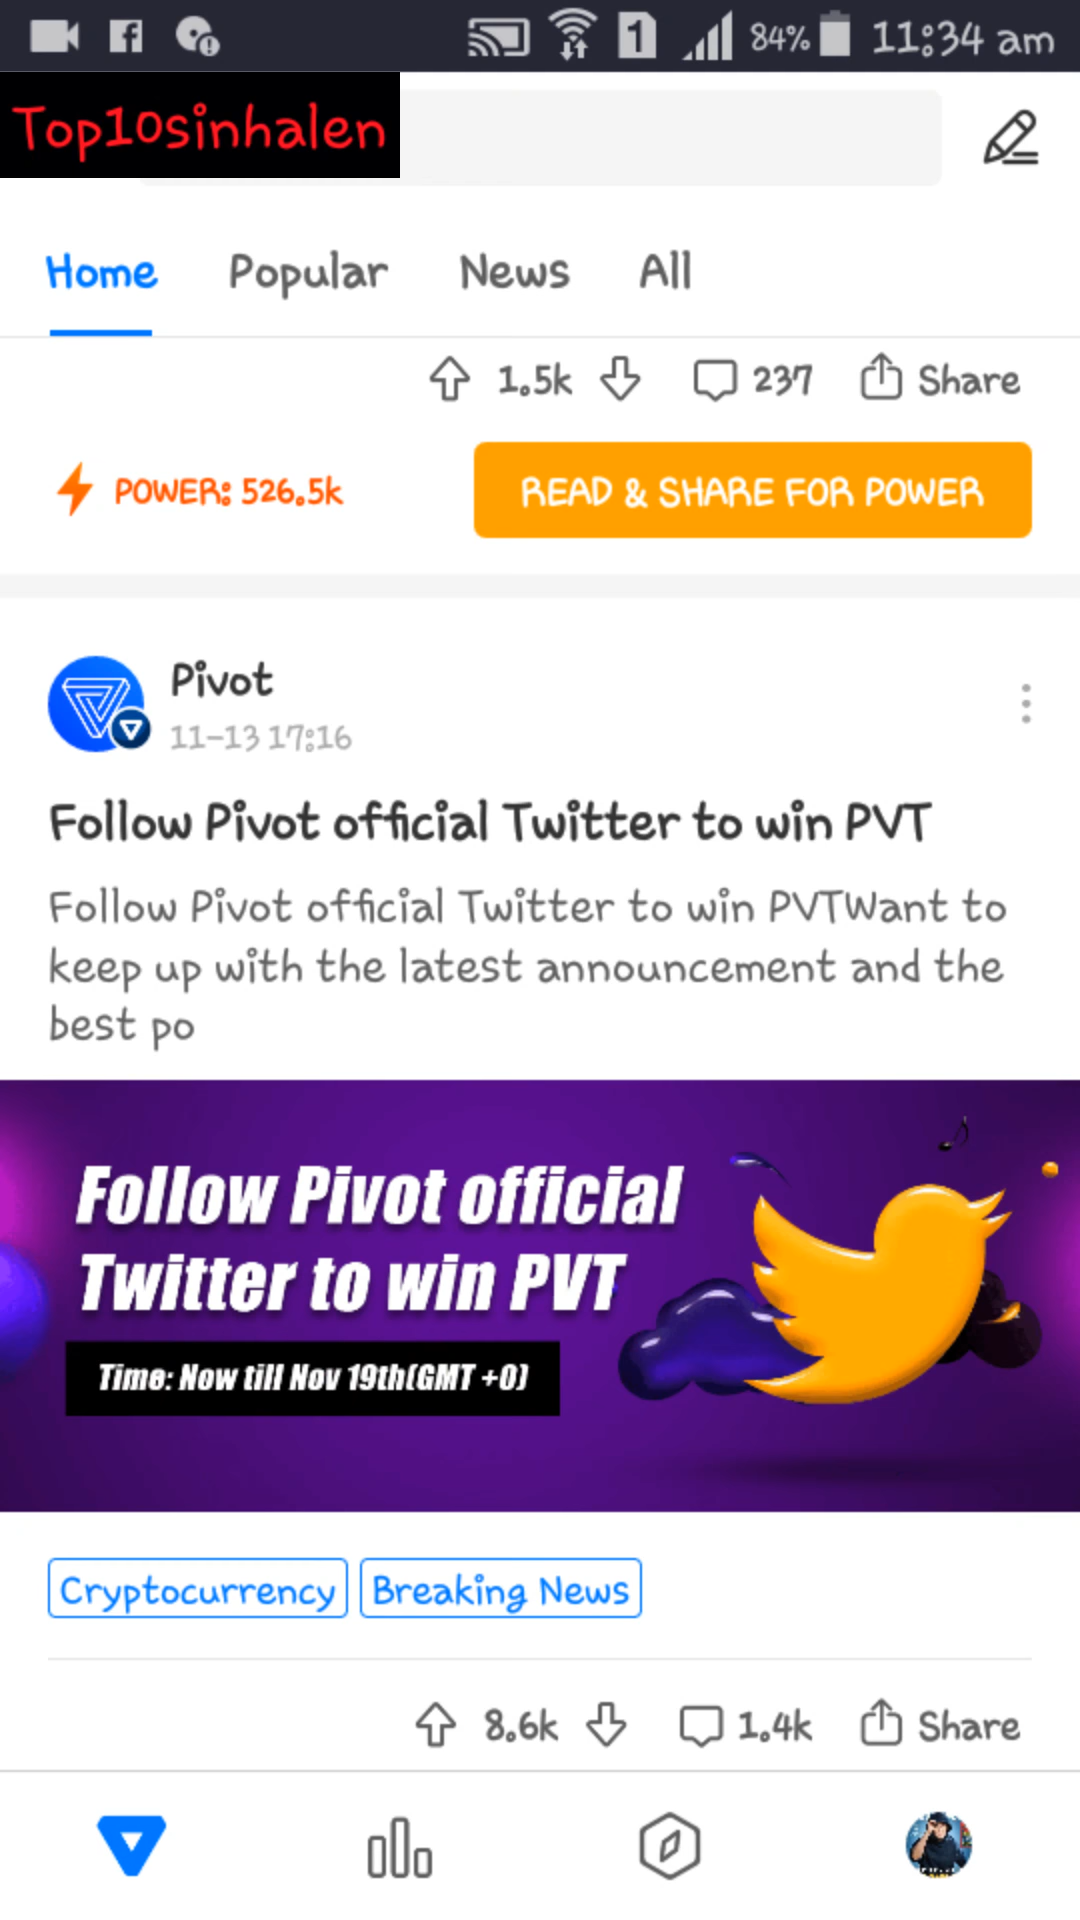 1 84% 11:34 am
Top10sinhalen
Home Popular News All
1.5k 237 Share
POWER: 526.5k READ & SHARE FOR POWER
Pivot
11-13 17:16
Follow Pivot official Twitter to win PVT
Follow Pivot official Twitter to win PVTWant to
keep up with the latest announcement and the
best po
Follow Pivot official
Twitter to win PVT
Time: Now till Nov 19th(GMT +0)
Cryptocurrency Breaking News
8.6k 1.4k Share